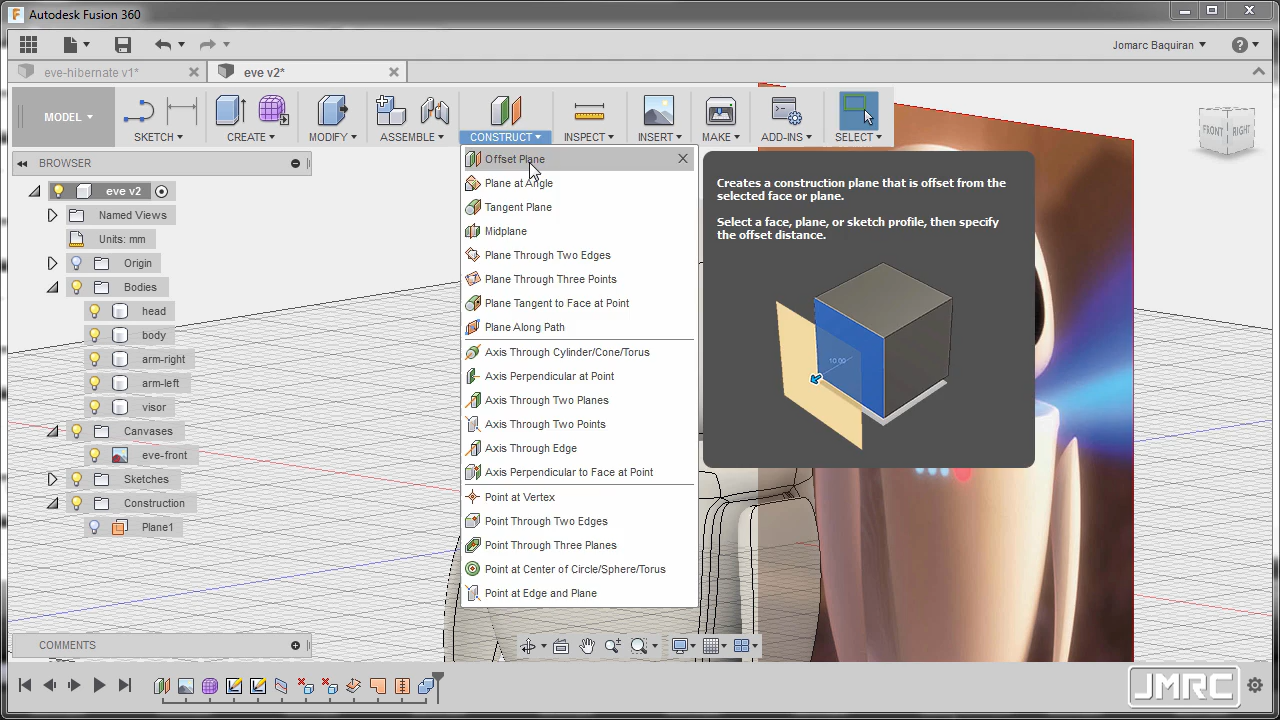 Autodesk Fusion 360
Jomarc Baquiran
eve-hibernate v1*
eve v2*
MODEL
SKETCH
CREATE
MODIFY
ASSEMBLE
CONSTRUCT
INSPECT
INSERT
MAKE
ADD-INS
SELECT
FRONT
RIGHT
BROWSER
eve v2
Named Views
Units: mm
Origin
Bodies
head
body
arm-right
arm-left
visor
Canvases
eve-front
Sketches
Construction
Plane1
Offset Plane
Plane at Angle
Tangent Plane
Midplane
Plane Through Two Edges
Plane Through Three Points
Plane Tangent to Face at Point
Plane Along Path
Axis Through Cylinder/Cone/Torus
Axis Perpendicular at Point
Axis Through Two Planes
Axis Through Two Points
Axis Through Edge
Axis Perpendicular to Face at Point
Point at Vertex
Point Through Two Edges
Point Through Three Planes
Point at Center of Circle/Sphere/Torus
Point at Edge and Plane
Creates a construction plane that is offset from the
selected face or plane.
Select a face, plane, or sketch profile, then specify
the offset distance.
10.00
COMMENTS
JMRC